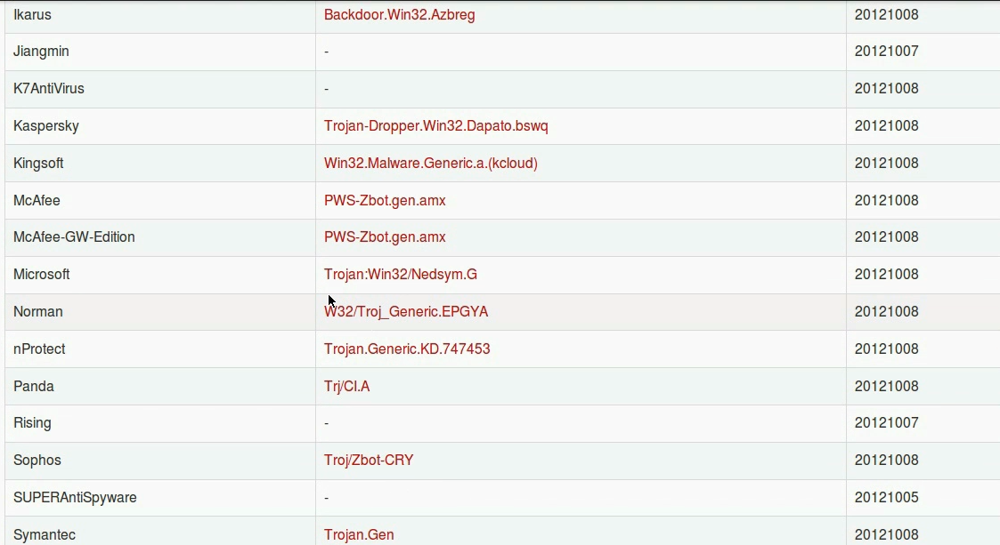 Ikarus Backdoor.Win32.Azbreg 20121008
Jiangmin - 20121007
K7AntiVirus - 20121008
Kaspersky Trojan-Dropper.Win32.Dapato.bswq 20121008
Kingsoft Win32.Malware.Generic.a.(kcloud) 20121008
McAfee PWS-Zbot.gen.amx 20121008
McAfee-GW-Edition PWS-Zbot.gen.amx 20121008
Microsoft Trojan:Win32/Nedsym.G 20121008
Norman W32/Troj_Generic.EPGYA 20121008
nProtect Trojan.Generic.KD.747453 20121008
Panda Trj/CI.A 20121008
Rising - 20121007
Sophos Troj/Zbot-CRY 20121008
SUPERAntiSpyware - 20121005
Symantec Trojan.Gen 20121008